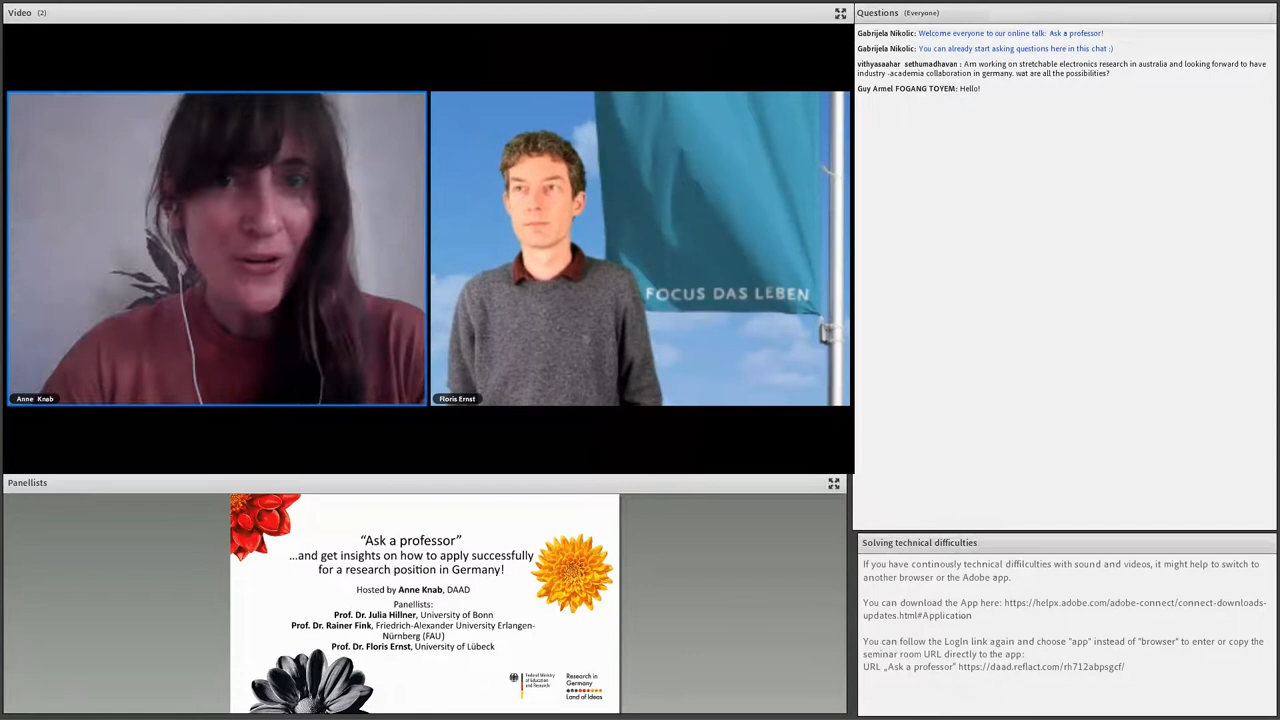 Video (2)
Anne Knab
FOCUS DAS LEBEN
Floris Ernst
Questions (Everyone)
Gabrijela Nikolic: Welcome everyone to our online talk: Ask a professor!
Gabrijela Nikolic: You can already start asking questions here in this chat :)
vithyasaahar sethumadhavan : Am working on stretchable electronics research in australia and looking forward to have
industry -academia collaboration in germany. wat are all the possibilities?
Guy Armel FOGANG TOYEM: Hello!
Panellists
“Ask a professor”
...and get insights on how to apply successfully
for a research position in Germany!
Hosted by Anne Knab, DAAD
Panellists:
Prof. Dr. Julia Hillner, University of Bonn
Prof. Dr. Rainer Fink, Friedrich-Alexander University Erlangen-
Nürnberg (FAU)
Prof. Dr. Floris Ernst, University of Lübeck
Federal Ministry
of Education
and Research
Research in
Germany
Land of Ideas
Solving technical difficulties
If you have continously technical diffilculties with sound and videos, it might help to switch to
another browser or the Adobe app.
You can download the App here: https://helpx.adobe.com/adobe-connect/connect-downloads-
updates.html#Application
You can follow the LogIn link again and choose "app" instead of "browser" to enter or copy the
seminar room URL directly to the app:
URL „Ask a professor" https://daad.reflact.com/rh712abpsgcf/